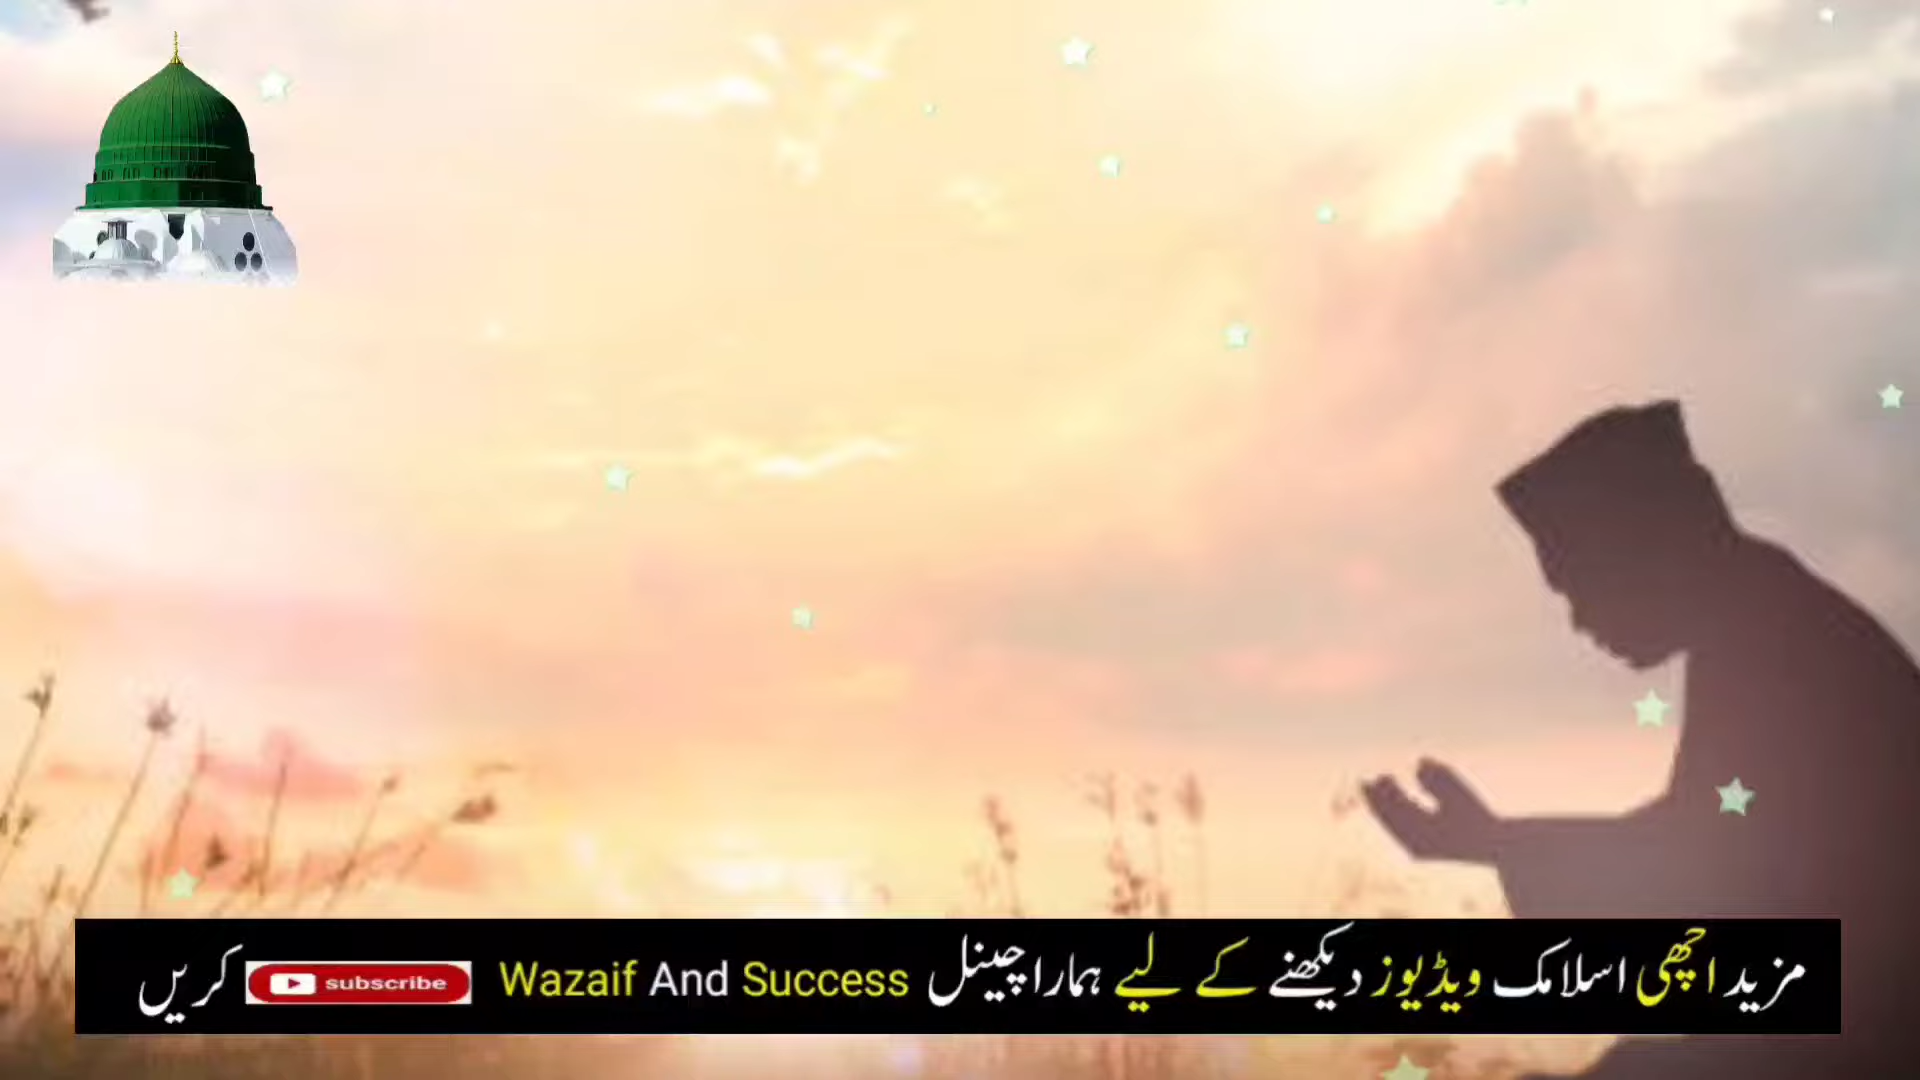 مزید اچھی اسلامک ویڈیوز دیکھنے کے لیے ہمارا چینل Wazaif And Success subscribe کریں